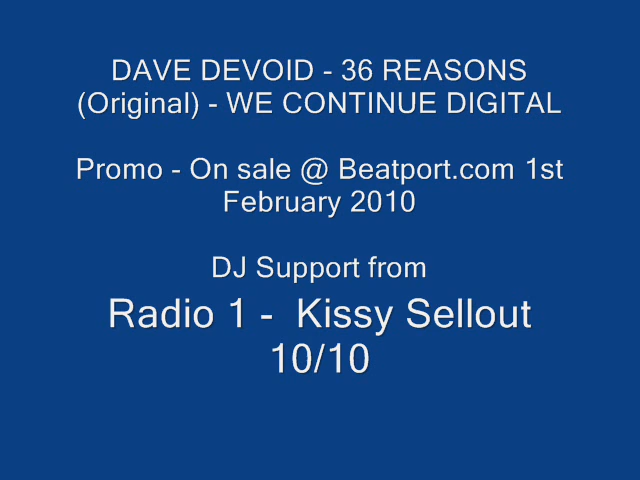 DAVE DEVOID - 36 REASONS
(Original) - WE CONTINUE DIGITAL
Promo - On sale @ Beatport.com 1st
February 2010
DJ Support from
Radio 1 -  Kissy Sellout
10/10